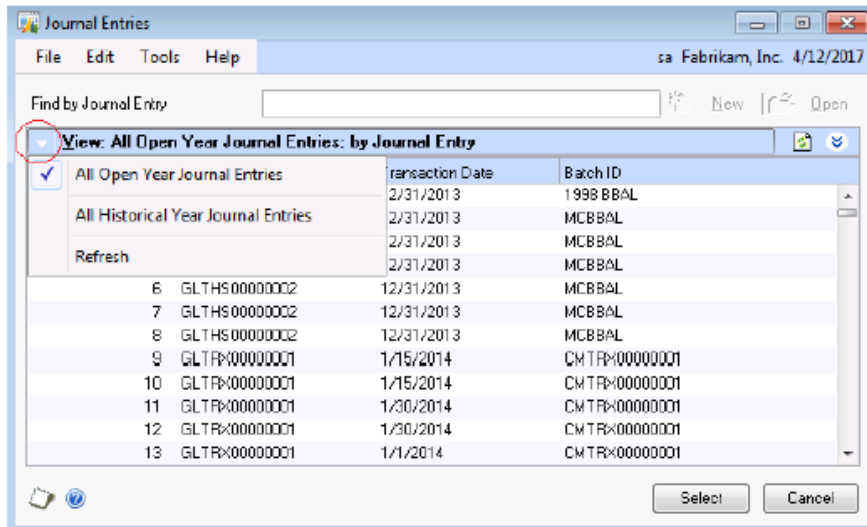 Journal Entries
File Edit Tools Help sa Fabrikam, Inc. 4/12/2017
Find by Journal Entry New Open
View: All Open Year Journal Entries; by Journal Entry
All Open Year Journal Entries ransaction Date Batch ID
2/31/2013 1998 BBAL
All Historical Year Journal Entries 2/31/2013 MCBBAL
2/31/2013 MCBBAL
Refresh 2/31/2013 MCBBAL
6 GLTHS00000002 12/31/2013 MCBBAL
7 GLTHS00000002 12/31/2013 MCBBAL
8 GLTHS00000002 12/31/2013 MCBBAL
9 GLTRX00000001 1/15/2014 CMTRX00000001
10 GLTRX00000001 1/15/2014 CMTRX00000001
11 GLTRX00000001 1/30/2014 CMTRX00000001
12 GLTRX00000001 1/30/2014 CMTRX00000001
13 GLTRX00000001 1/1/2014 CMTRX00000001
Select Cancel